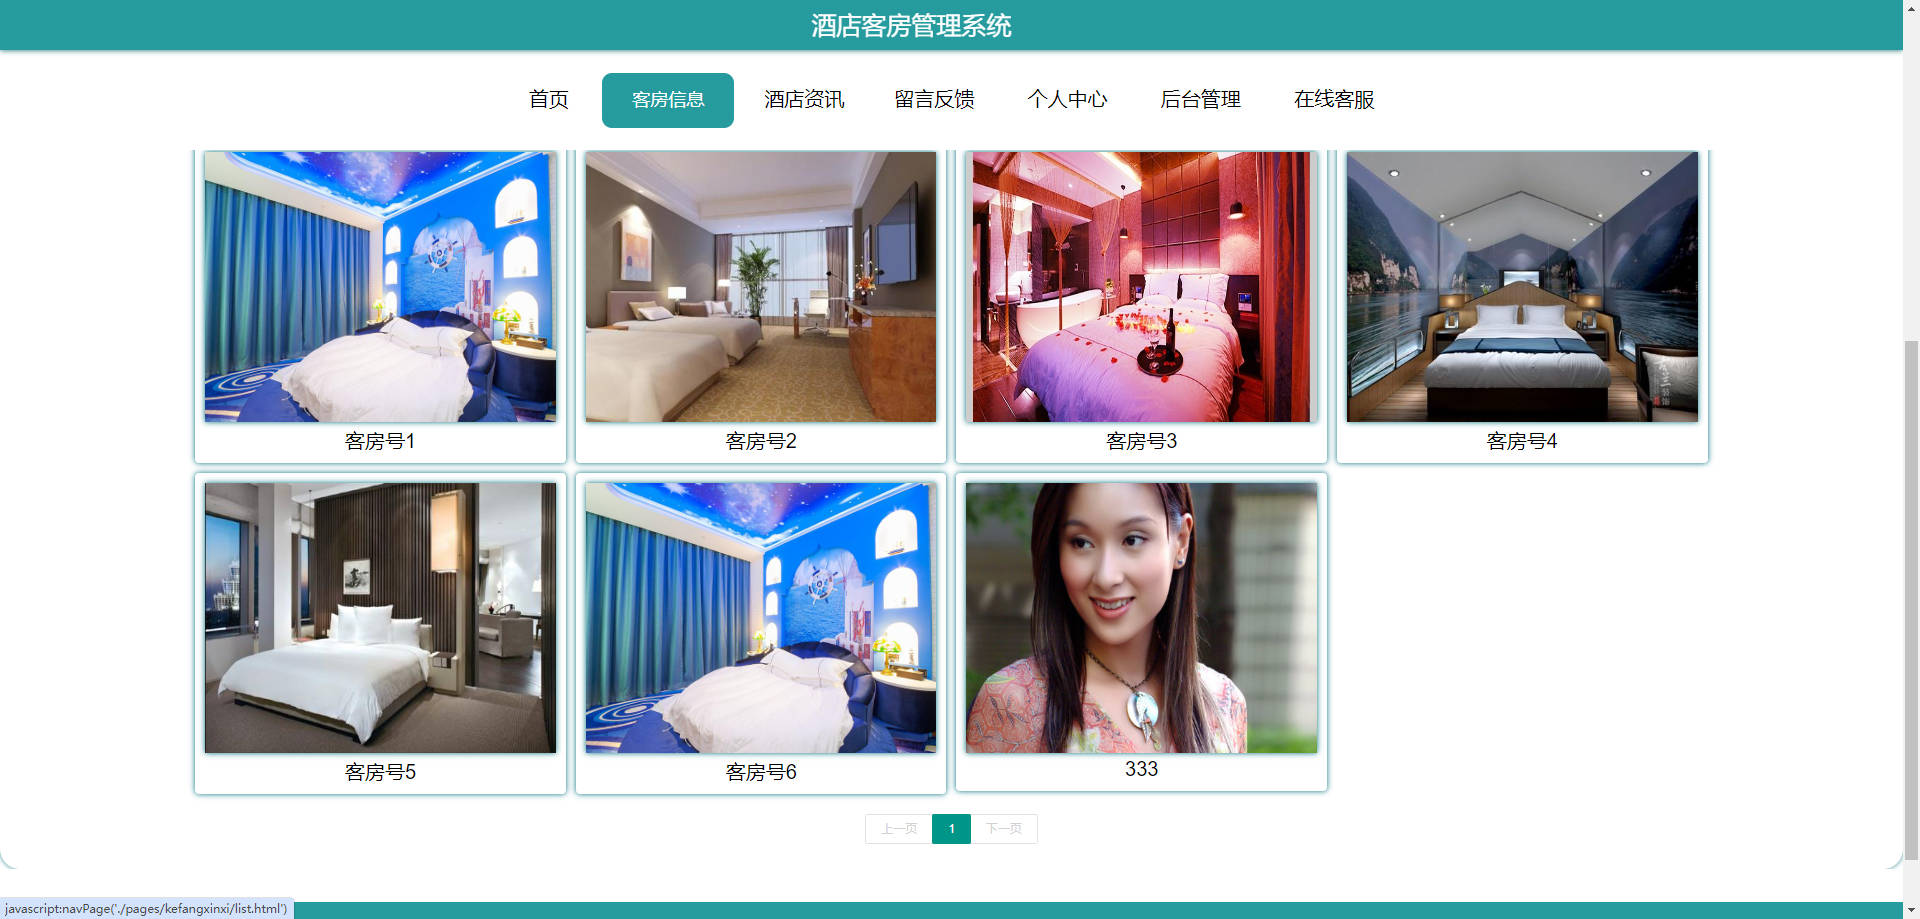 酒店客房管理系统
首页 客房信息 酒店资讯 留言反馈 个人中心 后台管理 在线客服
客房号1 客房号2 客房号3 客房号4
客房号5 客房号6 333
上一页 1 下一页
javascript:navPage('./pages/kefangxinxi/list.html')